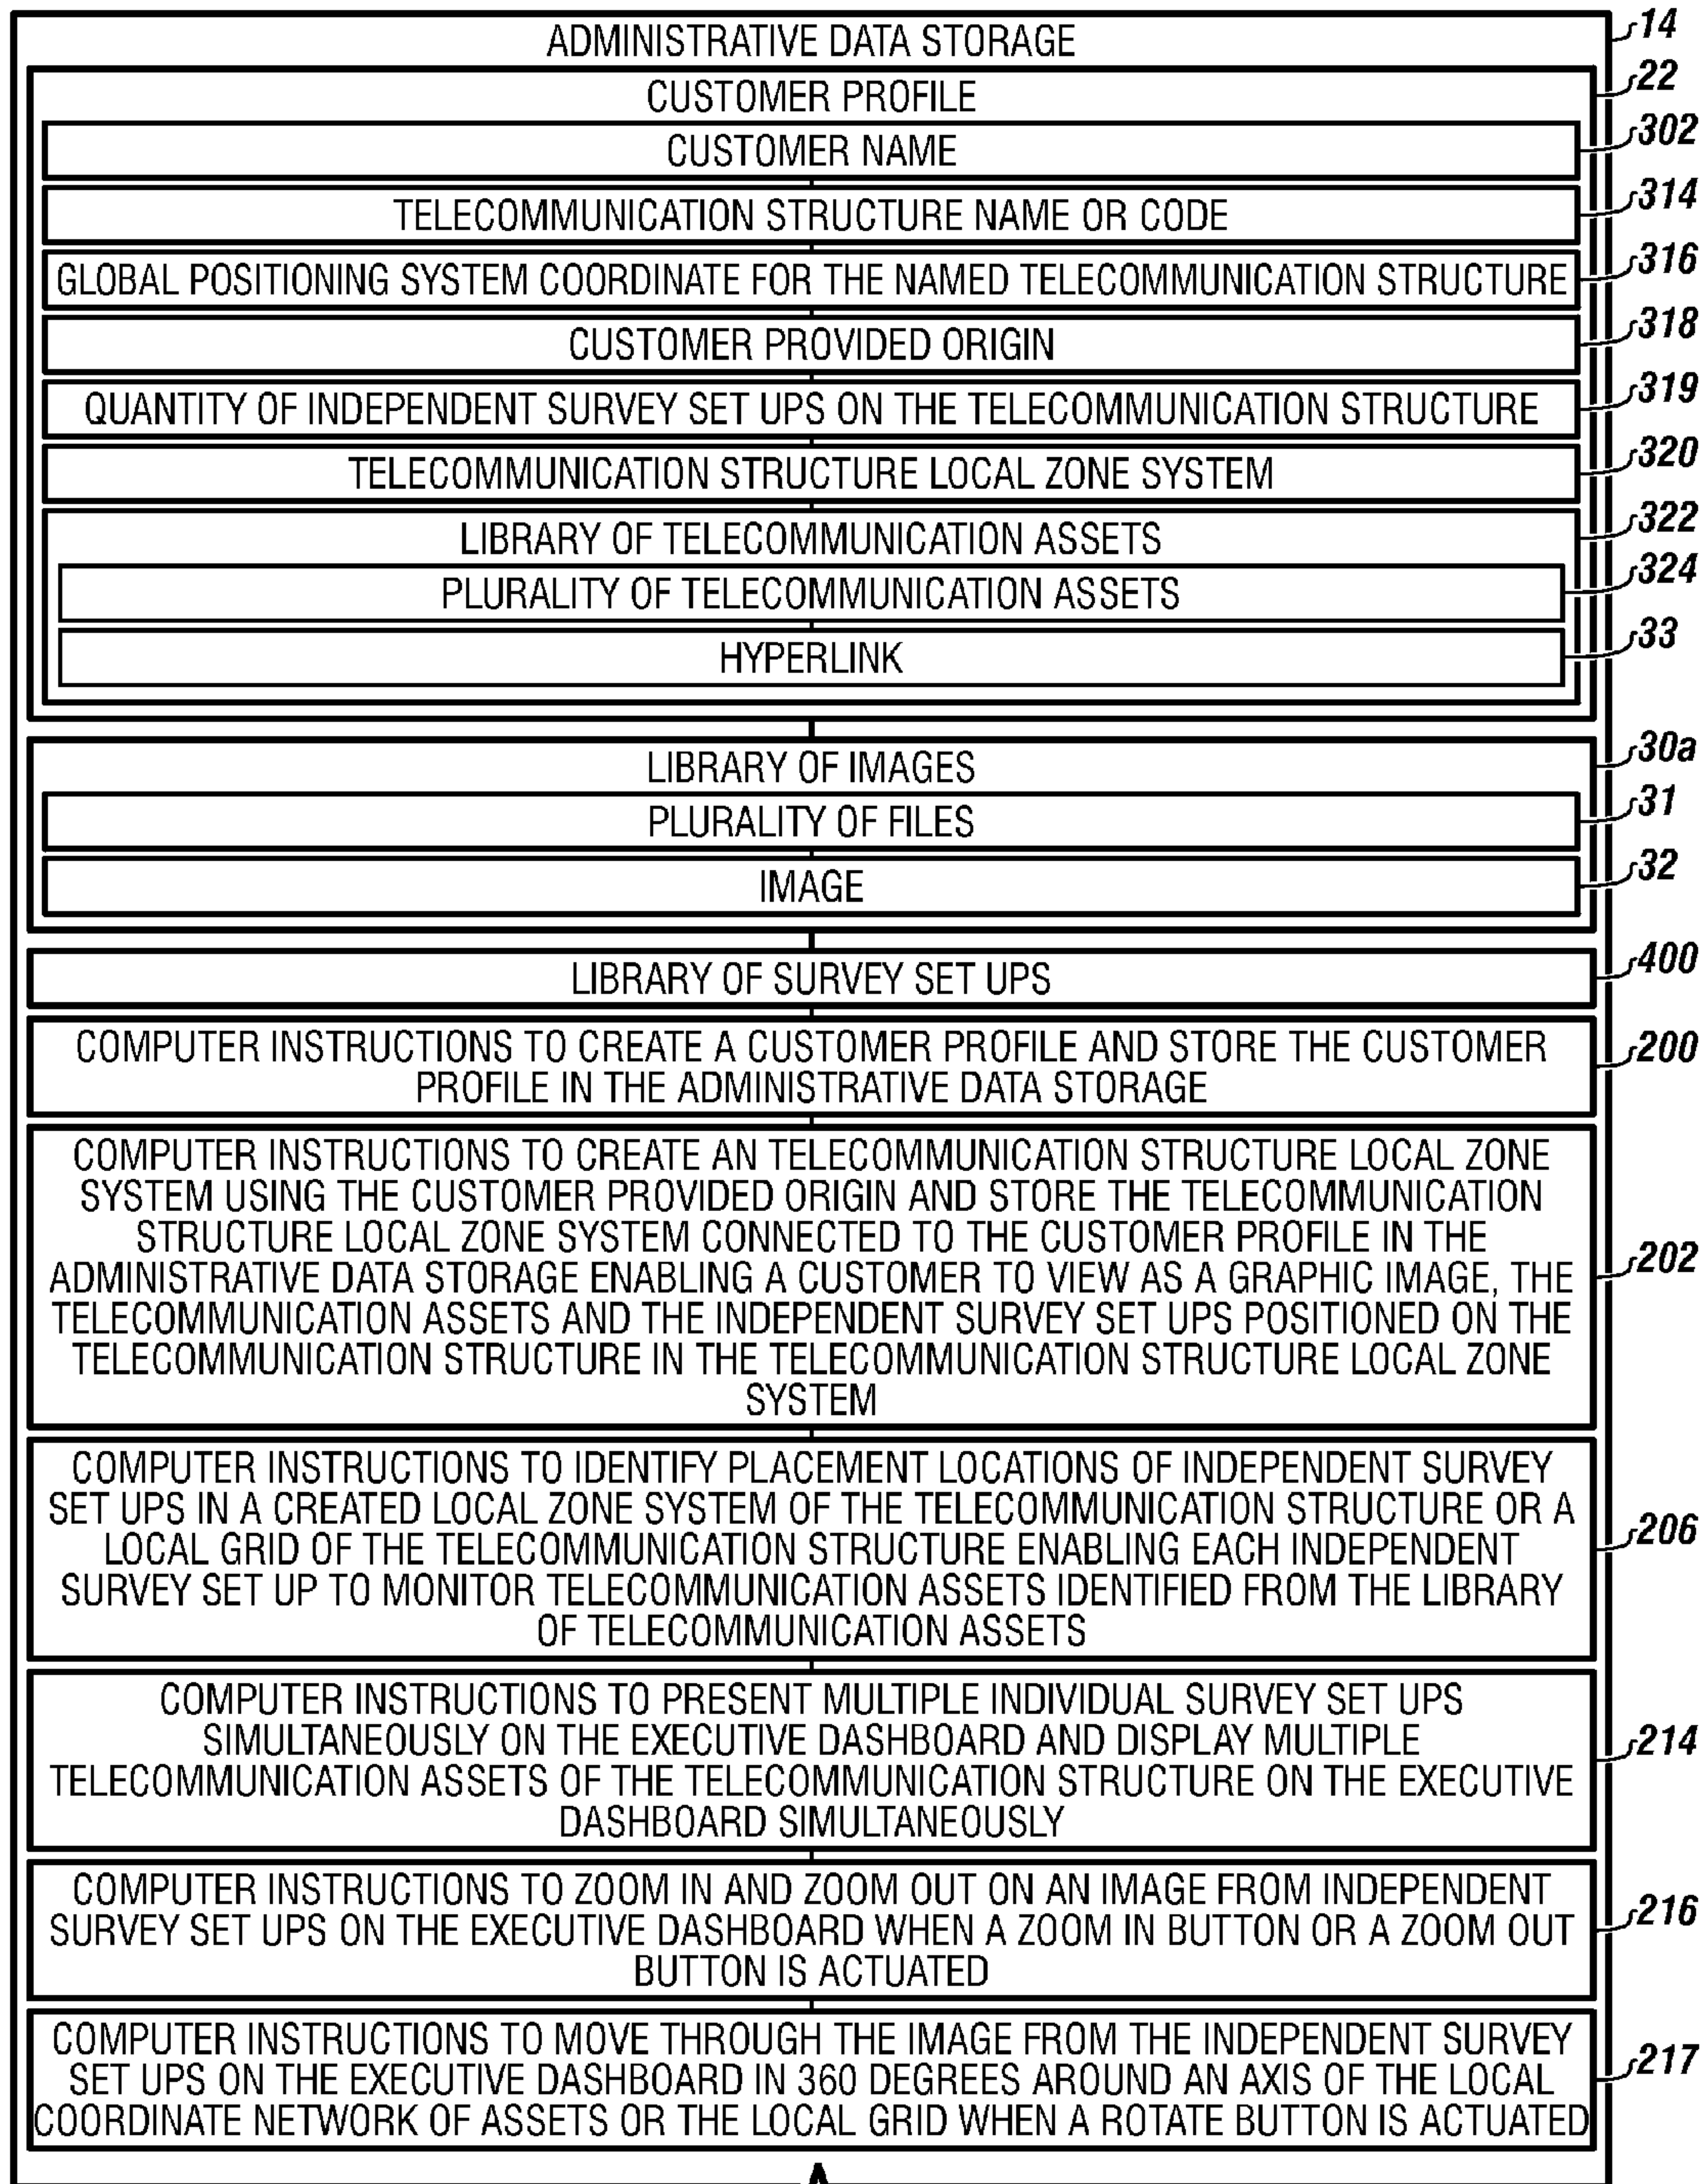 ADMINISTRATIVE DATA STORAGE
14
CUSTOMER PROFILE
22
CUSTOMER NAME
302
TELECOMMUNICATION STRUCTURE NAME OR CODE
314
GLOBAL POSITIONING SYSTEM COORDINATE FOR THE NAMED TELECOMMUNICATION STRUCTURE
316
CUSTOMER PROVIDED ORIGIN
318
QUANTITY OF INDEPENDENT SURVEY SET UPS ON THE TELECOMMUNICATION STRUCTURE
319
TELECOMMUNICATION STRUCTURE LOCAL ZONE SYSTEM
320
LIBRARY OF TELECOMMUNICATION ASSETS
322
PLURALITY OF TELECOMMUNICATION ASSETS
324
HYPERLINK
33
LIBRARY OF IMAGES
30a
PLURALITY OF FILES
31
IMAGE
32
LIBRARY OF SURVEY SET UPS
400
COMPUTER INSTRUCTIONS TO CREATE A CUSTOMER PROFILE AND STORE THE CUSTOMER
PROFILE IN THE ADMINISTRATIVE DATA STORAGE
200
COMPUTER INSTRUCTIONS TO CREATE AN TELECOMMUNICATION STRUCTURE LOCAL ZONE
SYSTEM USING THE CUSTOMER PROVIDED ORIGIN AND STORE THE TELECOMMUNICATION
STRUCTURE LOCAL ZONE SYSTEM CONNECTED TO THE CUSTOMER PROFILE IN THE
ADMINISTRATIVE DATA STORAGE ENABLING A CUSTOMER TO VIEW AS A GRAPHIC IMAGE, THE
TELECOMMUNICATION ASSETS AND THE INDEPENDENT SURVEY SET UPS POSITIONED ON THE
TELECOMMUNICATION STRUCTURE IN THE TELECOMMUNICATION STRUCTURE LOCAL ZONE
SYSTEM
202
COMPUTER INSTRUCTIONS TO IDENTIFY PLACEMENT LOCATIONS OF INDEPENDENT SURVEY
SET UPS IN A CREATED LOCAL ZONE SYSTEM OF THE TELECOMMUNICATION STRUCTURE OR A
LOCAL GRID OF THE TELECOMMUNICATION STRUCTURE ENABLING EACH INDEPENDENT
SURVEY SET UP TO MONITOR TELECOMMUNICATION ASSETS IDENTIFIED FROM THE LIBRARY
OF TELECOMMUNICATION ASSETS
206
COMPUTER INSTRUCTIONS TO PRESENT MULTIPLE INDIVIDUAL SURVEY SET UPS
SIMULTANEOUSLY ON THE EXECUTIVE DASHBOARD AND DISPLAY MULTIPLE
TELECOMMUNICATION ASSETS OF THE TELECOMMUNICATION STRUCTURE ON THE EXECUTIVE
DASHBOARD SIMULTANEOUSLY
214
COMPUTER INSTRUCTIONS TO ZOOM IN AND ZOOM OUT ON AN IMAGE FROM INDEPENDENT
SURVEY SET UPS ON THE EXECUTIVE DASHBOARD WHEN A ZOOM IN BUTTON OR A ZOOM OUT
BUTTON IS ACTUATED
216
COMPUTER INSTRUCTIONS TO MOVE THROUGH THE IMAGE FROM THE INDEPENDENT SURVEY
SET UPS ON THE EXECUTIVE DASHBOARD IN 360 DEGREES AROUND AN AXIS OF THE LOCAL
COORDINATE NETWORK OF ASSETS OR THE LOCAL GRID WHEN A ROTATE BUTTON IS ACTUATED
217